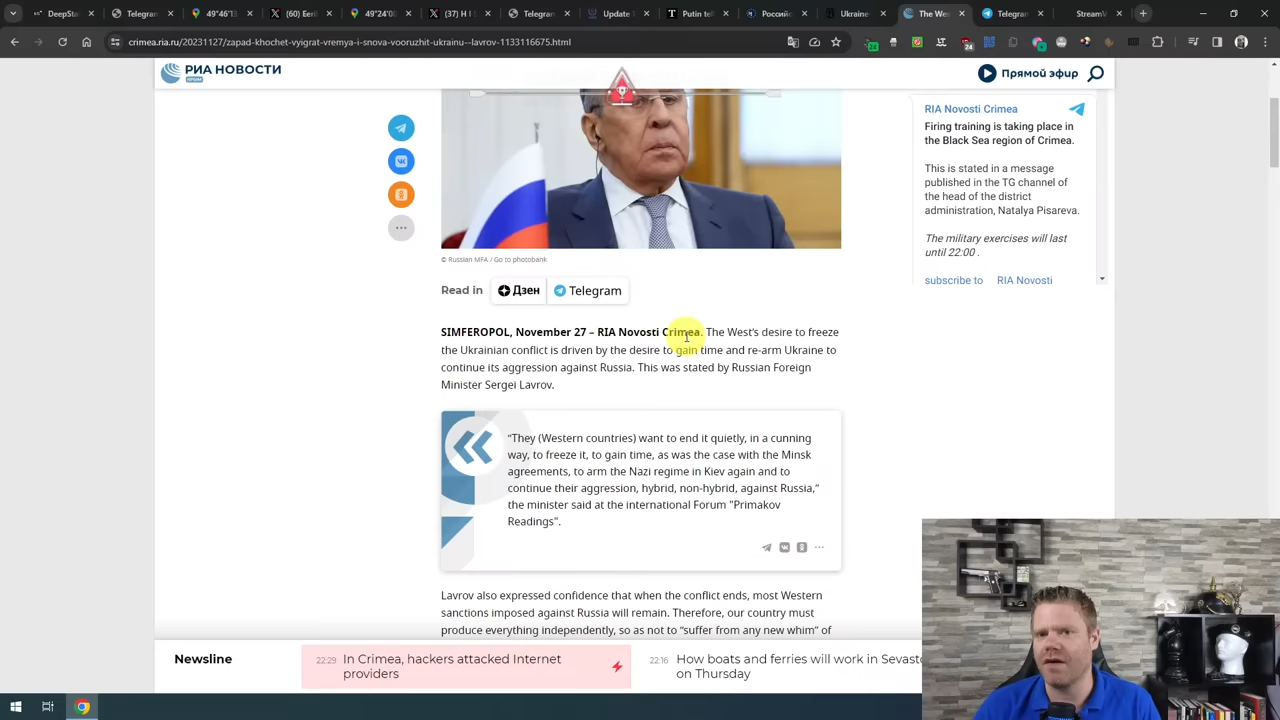 (60) En
Россий
crimea.ria.ru/20231127/zapad-khochet-vyigrat-vremya-i-snova-vooruzhit-ukrainu--lavrov-1133116675.html
24
24
РИА НОВОСТИ
КРЫМ
Прямой эфир
RIA Novosti Crimea
Firing training is taking place in
the Black Sea region of Crimea.
This is stated in a message
published in the TG channel of
the head of the district
administration, Natalya Pisareva.
The military exercises will last
until 22:00 .
subscribe to RIA Novosti
© Russian MFA / Go to photobank
Read in Дзен Telegram
SIMFEROPOL, November 27 – RIA Novosti Crimea. The West's desire to freeze
the Ukrainian conflict is driven by the desire to gain time and re-arm Ukraine to
continue its aggression against Russia. This was stated by Russian Foreign
Minister Sergei Lavrov.
“They (Western countries) want to end it quietly, in a cunning
way, to freeze it, to gain time, as was the case with the Minsk
agreements, to arm the Nazi regime in Kiev again and to
continue their aggression, hybrid, non-hybrid, against Russia,”
the minister said at the international Forum "Primakov
Readings".
Lavrov also expressed confidence that when the conflict ends, most Western
sanctions imposed against Russia will remain. Therefore, our country must
produce everything independently, so as not to “suffer from any new whim” of
Newsline
22:29 In Crimea, hackers attacked Internet
providers
22:16 How boats and ferries will work in Sevasto
on Thursday